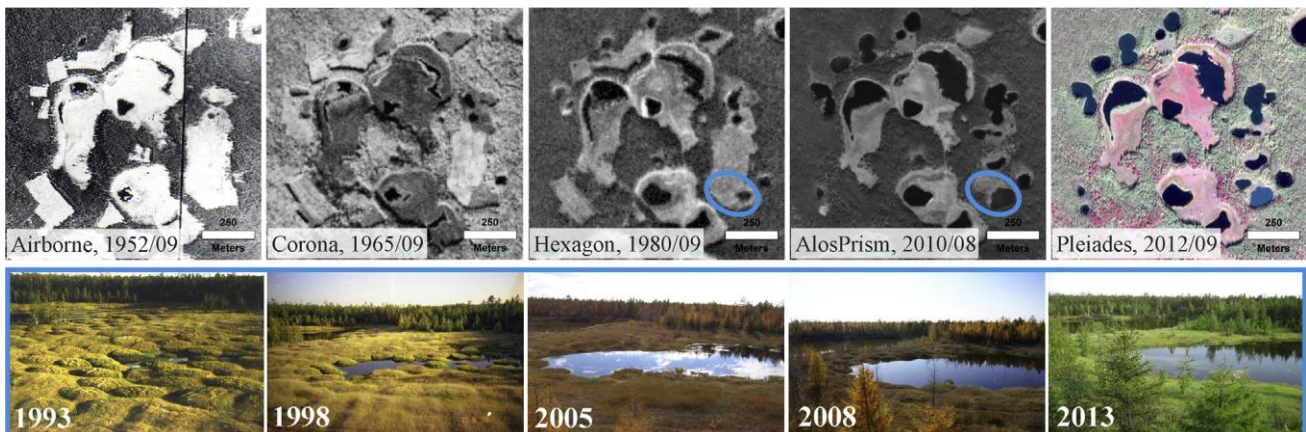 250
Airborne, 1952/09 Meters
250
Corona, 1965/09 Meters
250
Hexagon, 1980/09 Meters
250
AlosPrism, 2010/08 Meters
250
Pleiades, 2012/09 Meters
1993
1998
2005
2008
2013